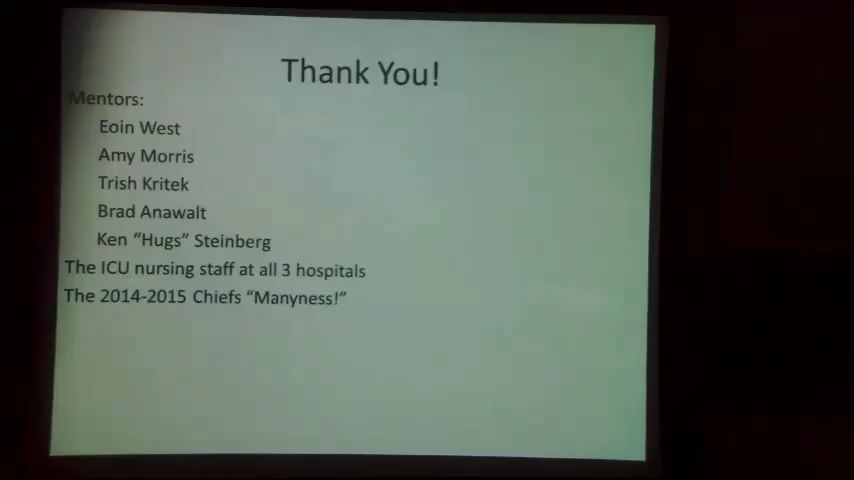 Thank You!
Mentors:
Eoin West
Amy Morris
Trish Kritek
Brad Anawalt
Ken “Hugs” Steinberg
The ICU nursing staff at all 3 hospitals
The 2014-2015 Chiefs “Manyness!”